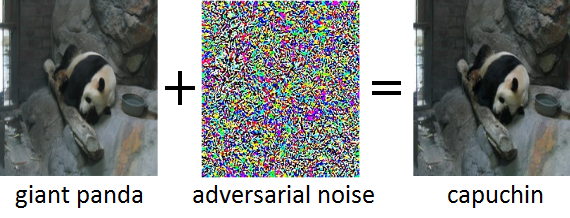 + =
giant panda adversarial noise capuchin